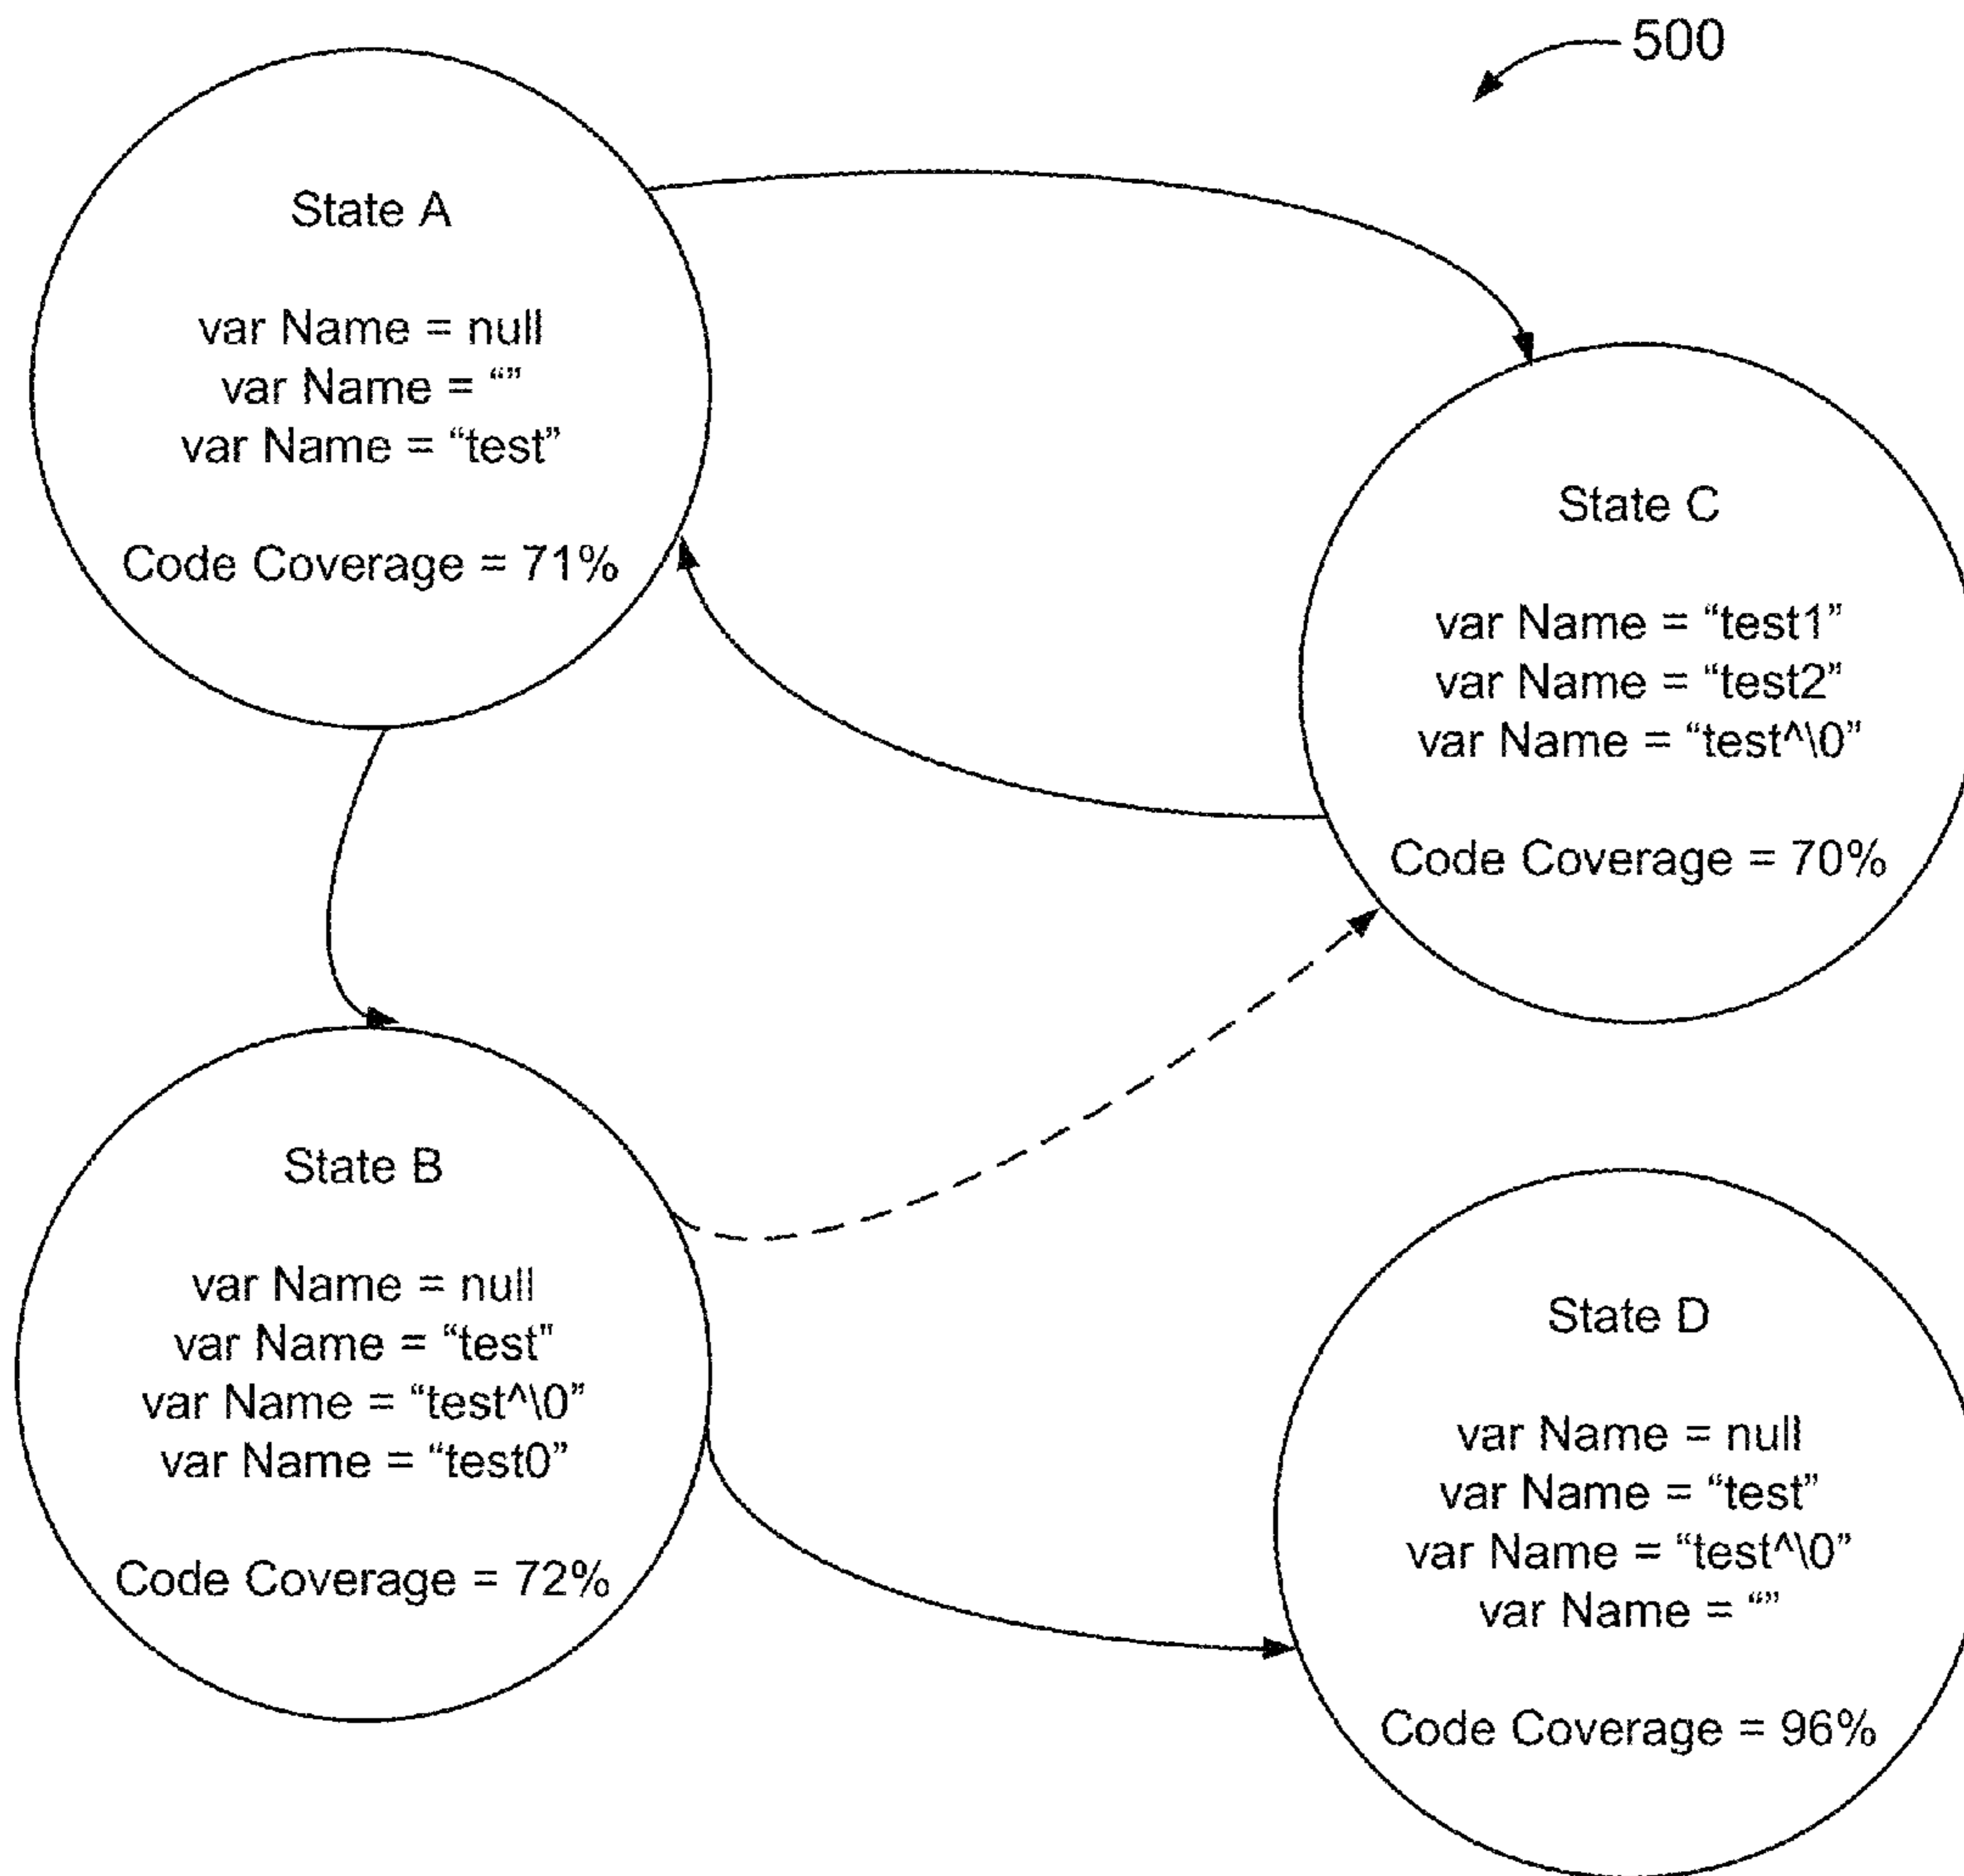 500
State A
var Name = null
var Name = “”
var Name = “test”
Code Coverage = 71%
State C
var Name = “test1”
var Name = “test2”
var Name = “test^\0”
Code Coverage = 70%
State B
var Name = null
var Name = “test”
var Name = “test^\0”
var Name = “test0”
Code Coverage = 72%
State D
var Name = null
var Name = “test”
var Name = “test^\0”
var Name = “”
Code Coverage = 96%